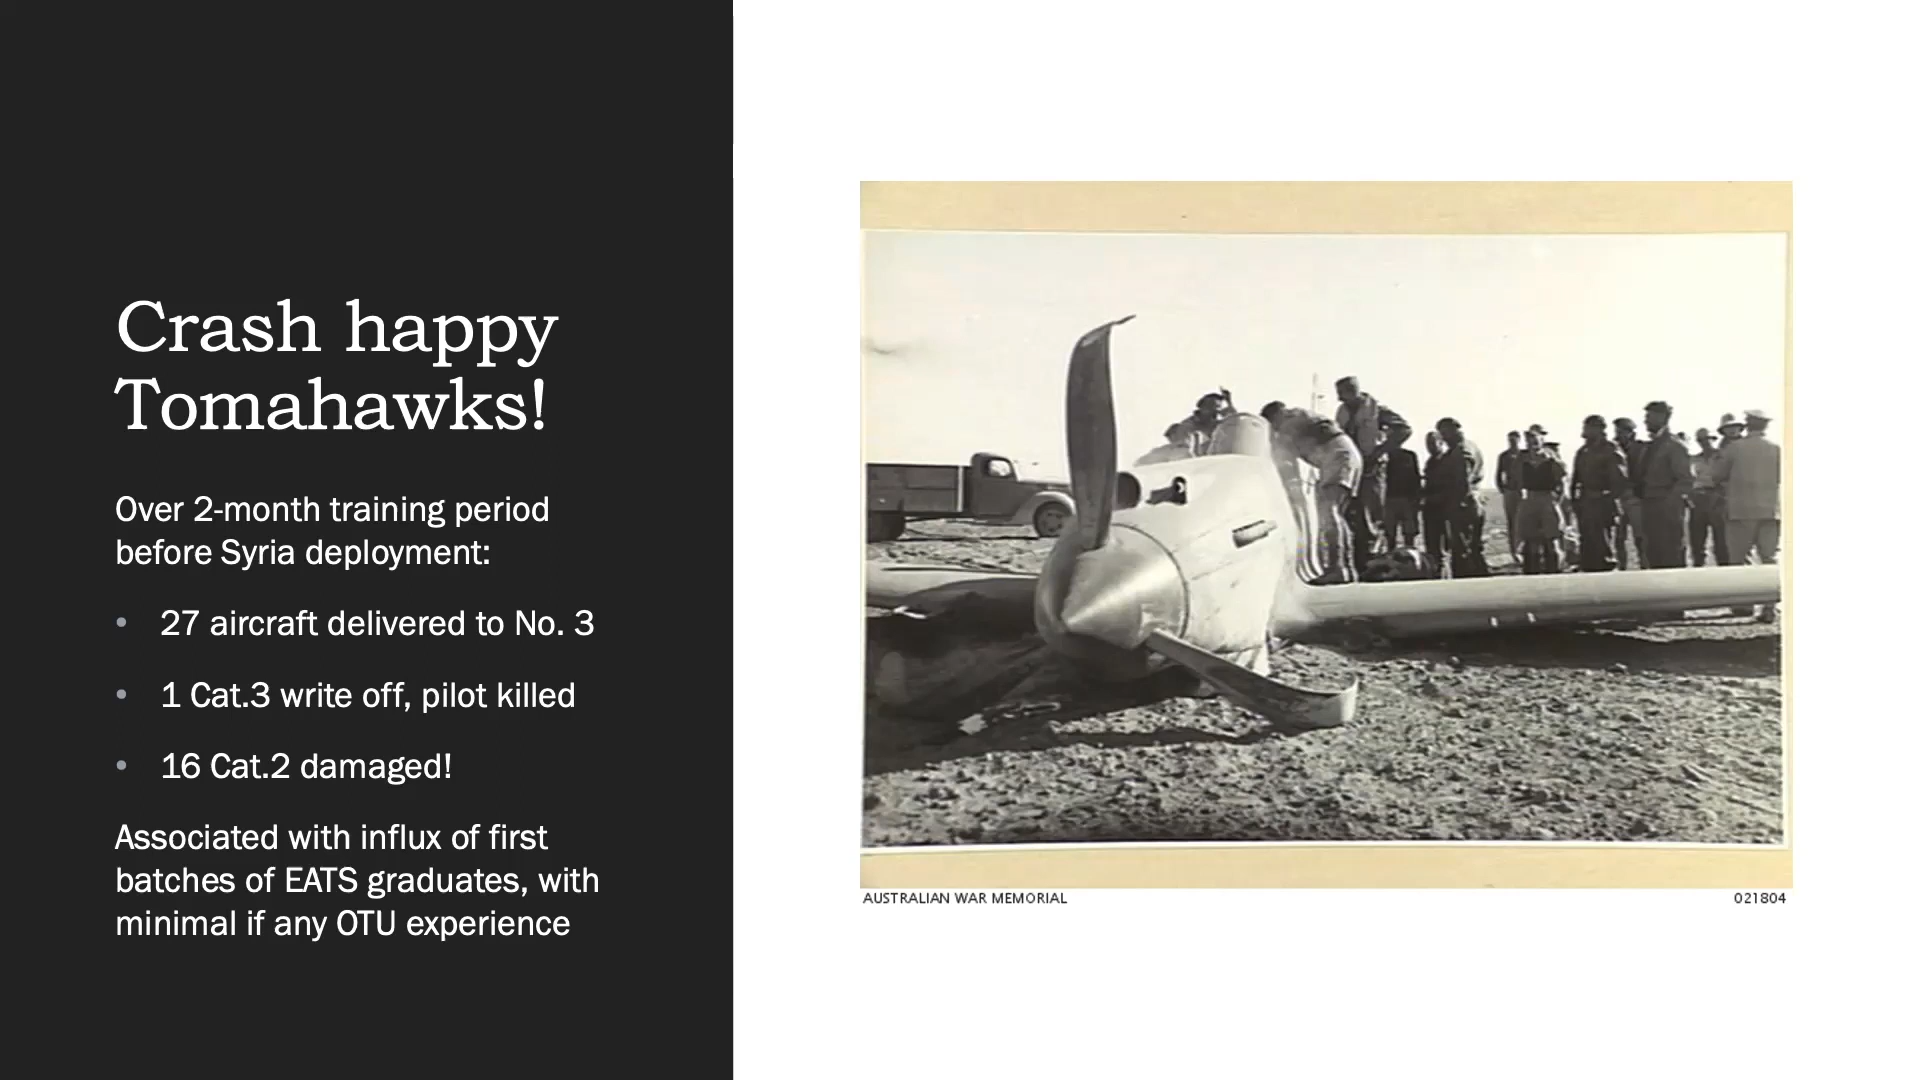 Crash happy
Tomahawks!
Over 2-month training period
before Syria deployment:
• 27 aircraft delivered to No. 3
• 1 Cat.3 write off, pilot killed
• 16 Cat.2 damaged!
Associated with influx of first
batches of EATS graduates, with
minimal if any OTU experience
AUSTRALIAN WAR MEMORIAL
021804